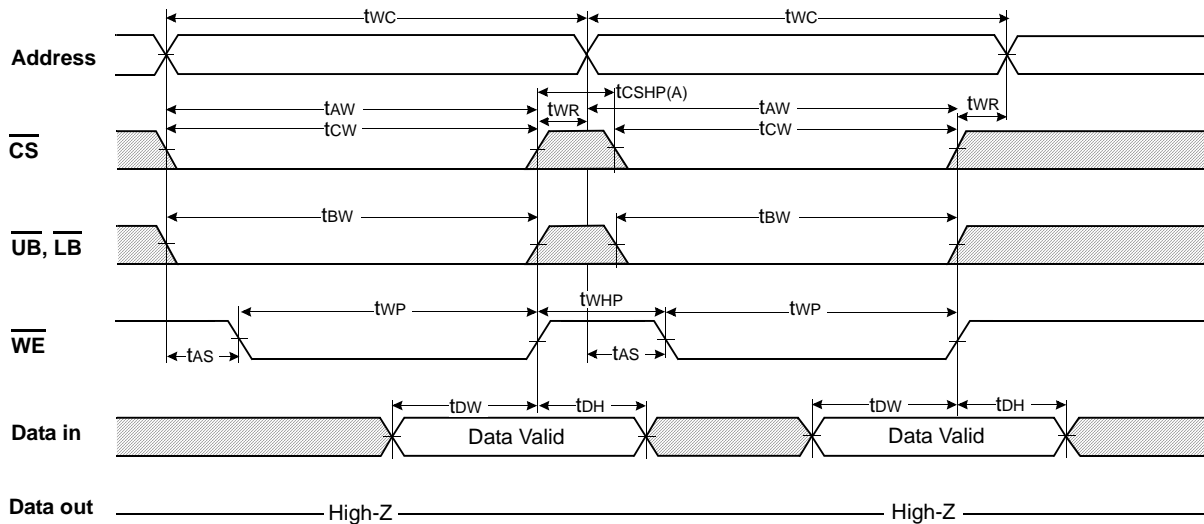 tWC tWC
Address
tCSHP(A)
tAW tWR tAW tWR
tCW tCW
CS
tBW tBW
UB, LB
tWHP
tWP tWP
WE
tAS tAS
tDW tDH tDW tDH
Data in Data Valid Data Valid
Data out High-Z High-Z